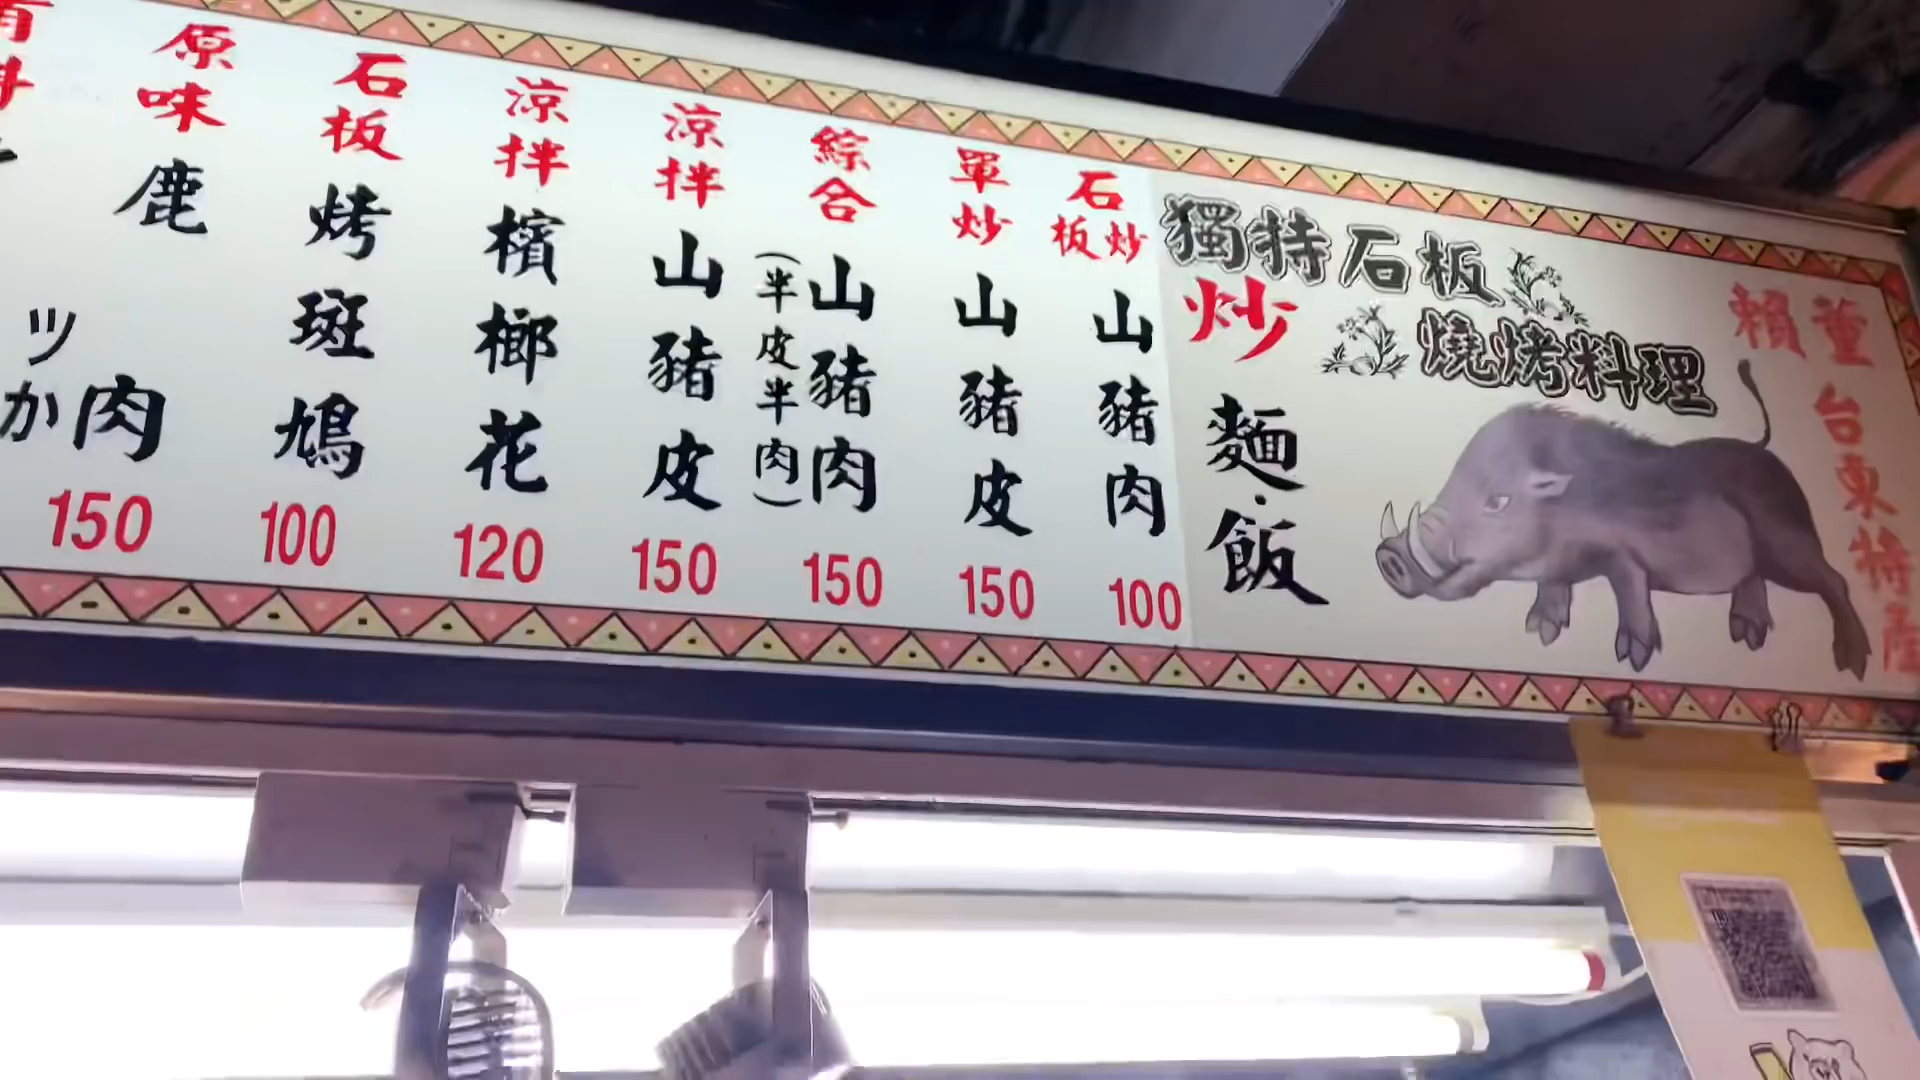 賴董
台東特產
獨特石板
燒烤料理
炒麵·飯
石板炒山豬肉 100
單炒山豬皮 150
綜合山豬肉 150
(半皮半肉)
涼拌山豬皮 150
涼拌檳榔花 120
石板烤斑鳩 100
原味鹿肉 150
ツか